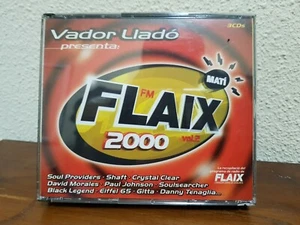 3CDs
Vador Lladó
presenta:
MATÍ
FM
FLAIX
2000
vol.2
Soul Providers · Shaft · Crystal Clear
David Morales · Paul Johnson · Soulsearcher
Black Legend · Eiffel 65 · Gitta · Danny Tenaglia...
FLAIX